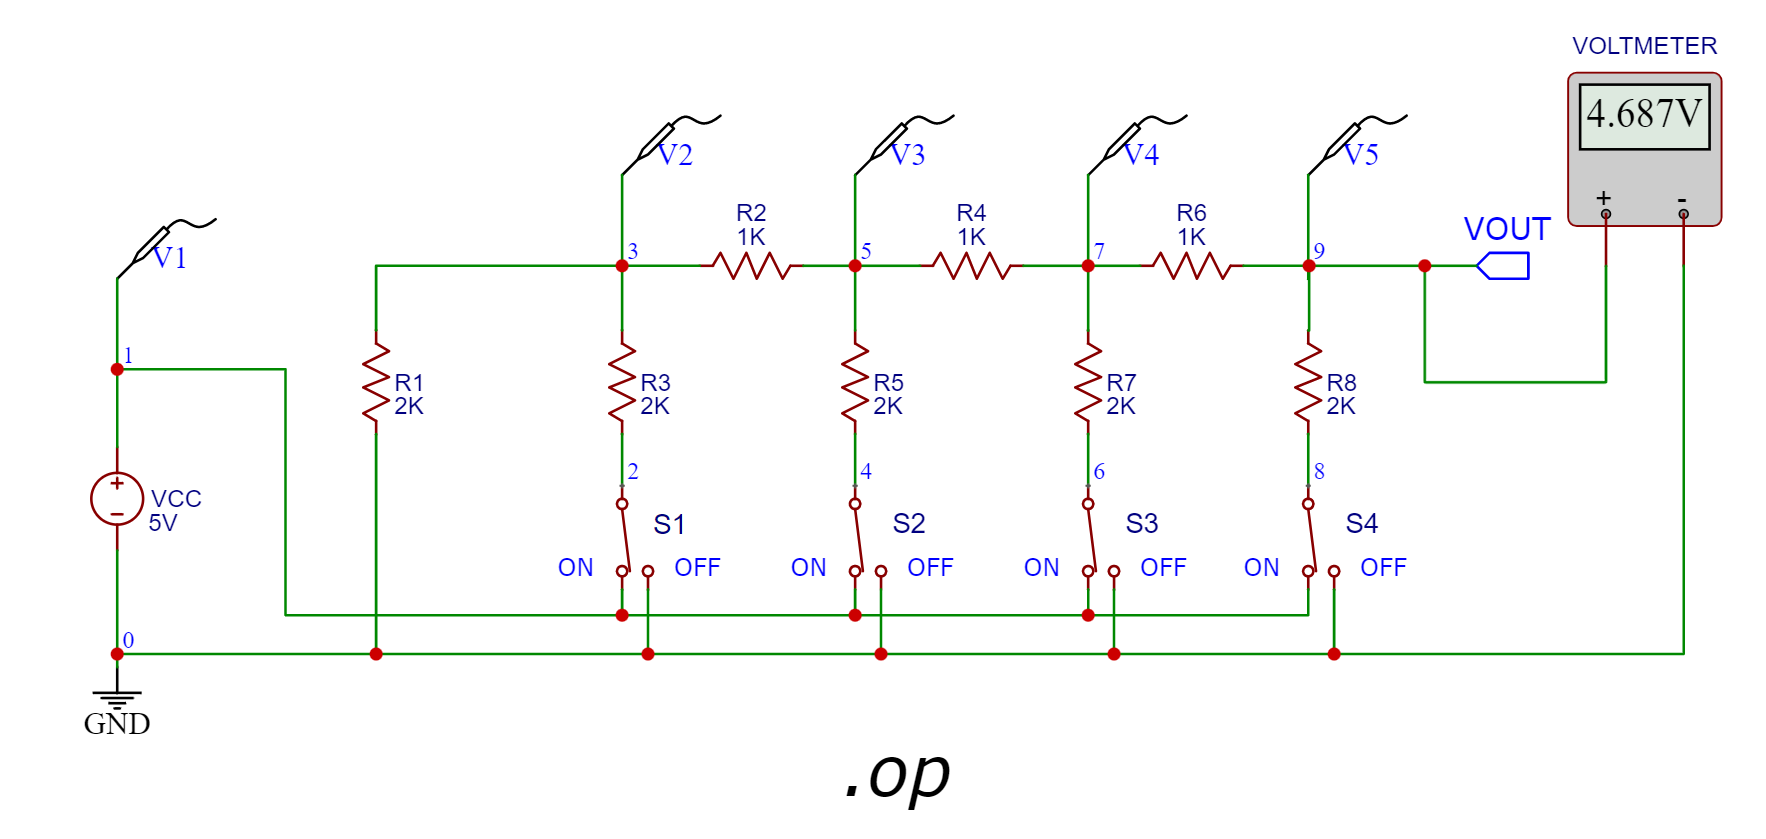 VOLTMETER
4.687V
+ -
V2 V3 V4 V5
R2 R4 R6 VOUT
1K 1K 1K
V1
3 5 7 9
1
R1 R3 R5 R7 R8
2K 2K 2K 2K 2K
2 4 6 8
+
VCC
5V
−
S1 S2 S3 S4
ON OFF ON OFF ON OFF ON OFF
0
GND
.op